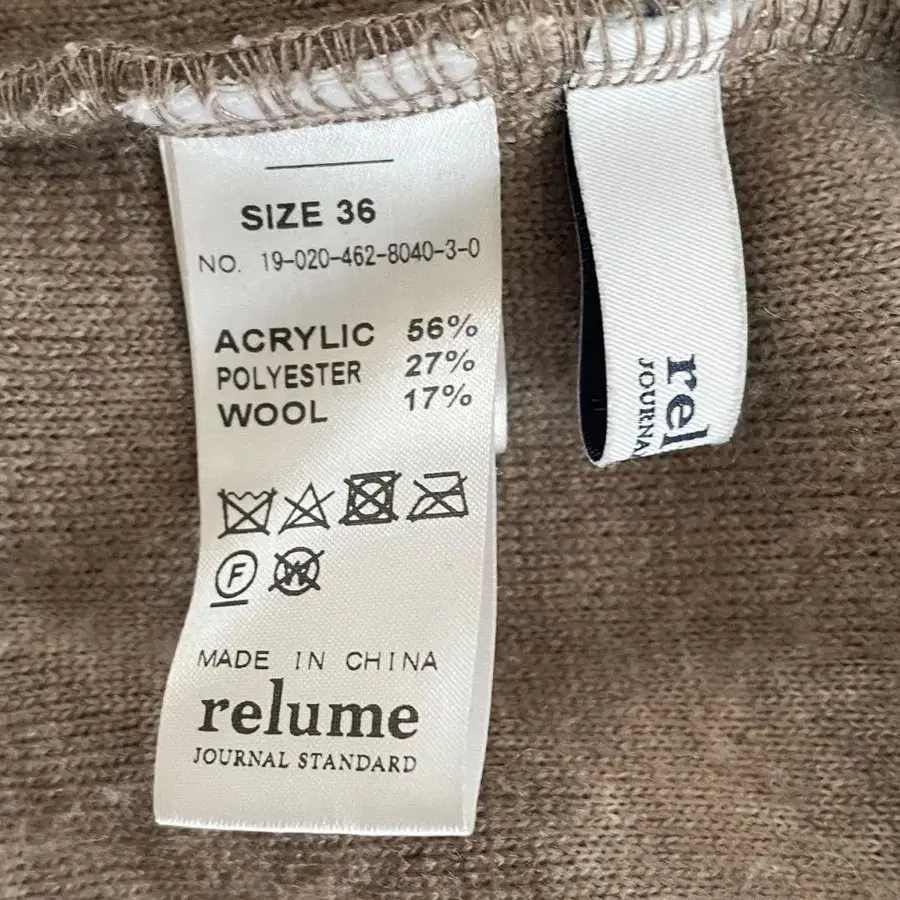 SIZE 36
NO. 19-020-462-8040-3-0
ACRYLIC 56%
POLYESTER 27%
WOOL 17%
F W
MADE IN CHINA
relume
JOURNAL STANDARD
rel
JOURNA